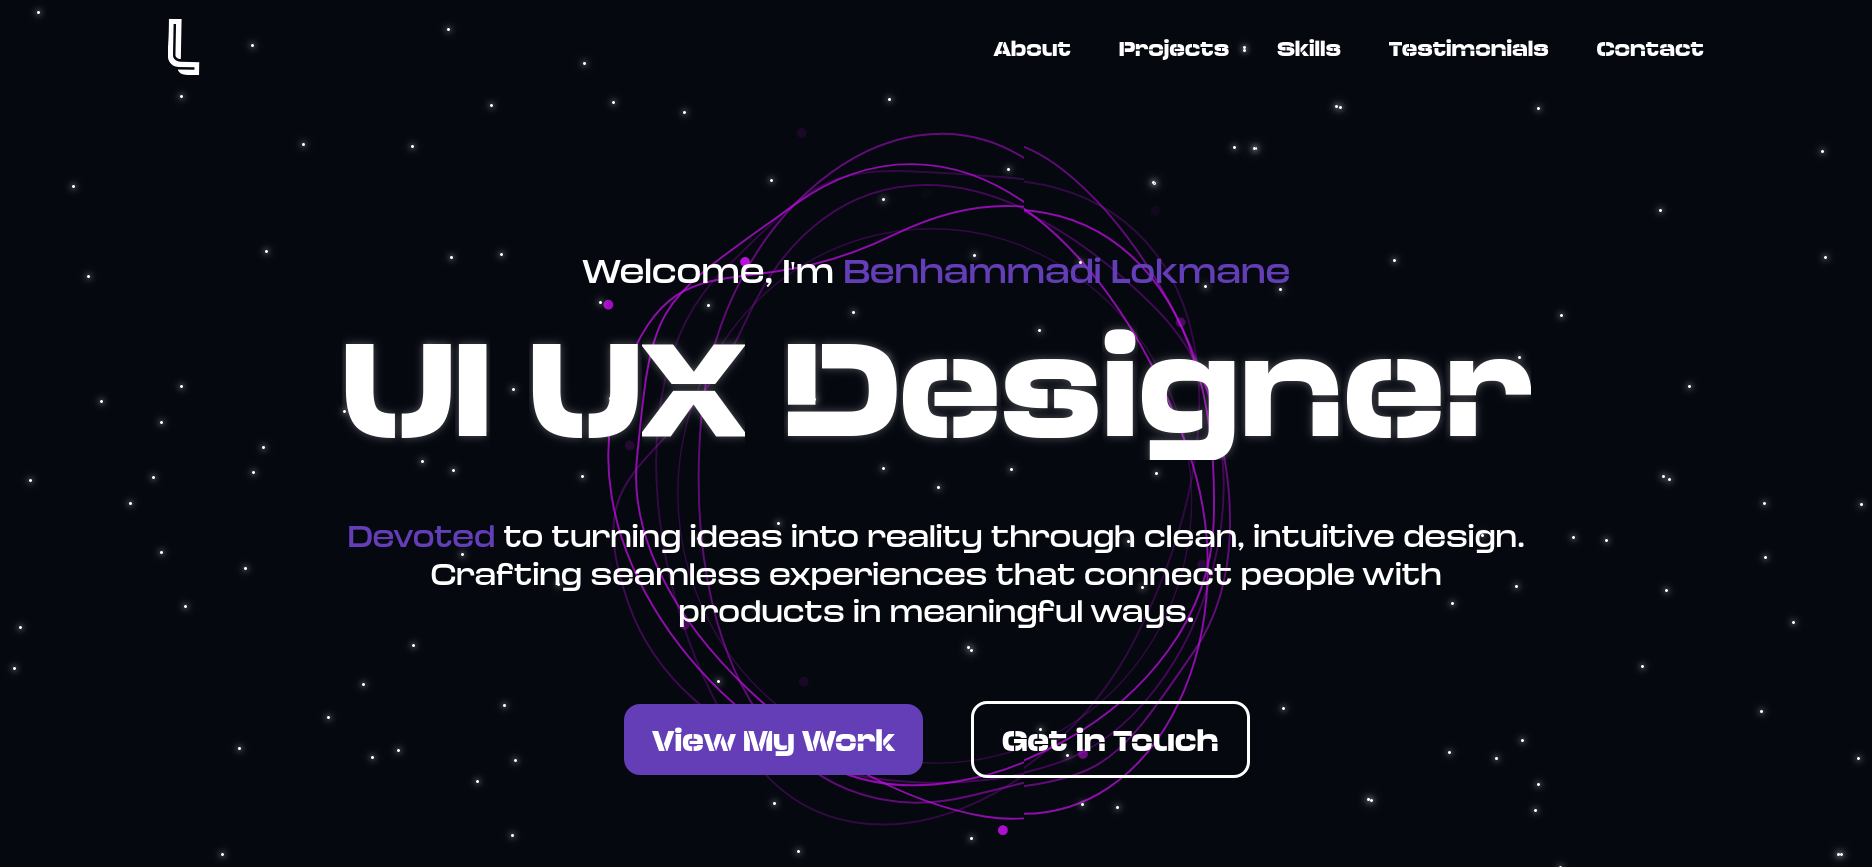 L
About Projects Skills Testimonials Contact
Welcome, I'm Benhammadi Lokmane
UI UX Designer
Devoted to turning ideas into reality through clean, intuitive design.
Crafting seamless experiences that connect people with
products in meaningful ways.
View My Work Get in Touch